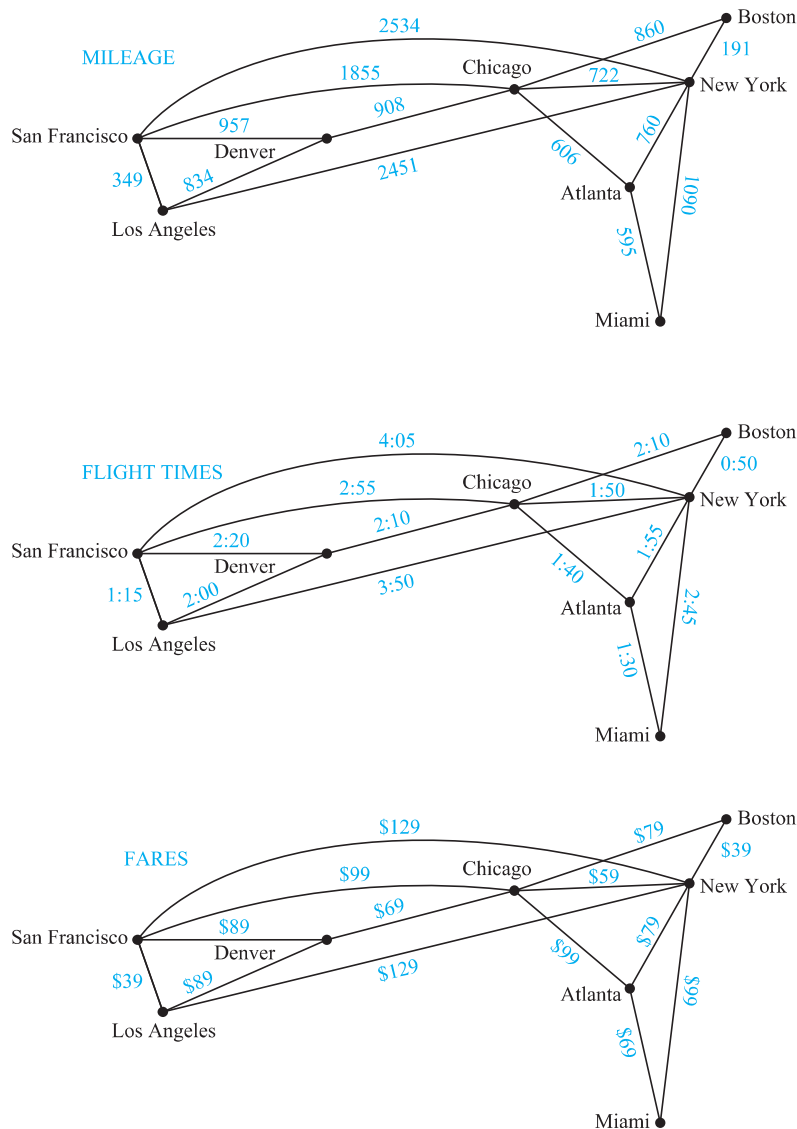 2534
Boston
860
MILEAGE
191
1855
Chicago
722
New York
908
San Francisco
957
760
Denver
606
349
834
2451
Atlanta
1090
Los Angeles
595
Miami
4:05
Boston
2:10
FLIGHT TIMES
0:50
2:55
Chicago
1:50
New York
2:10
San Francisco
2:20
1:55
Denver
1:40
1:15
2:00
3:50
Atlanta
2:45
Los Angeles
1:30
Miami
$129
Boston
$79
FARES
$39
$99
Chicago
$59
New York
$69
San Francisco
$89
$79
Denver
$99
$39
$89
$129
Atlanta
$99
Los Angeles
$69
Miami